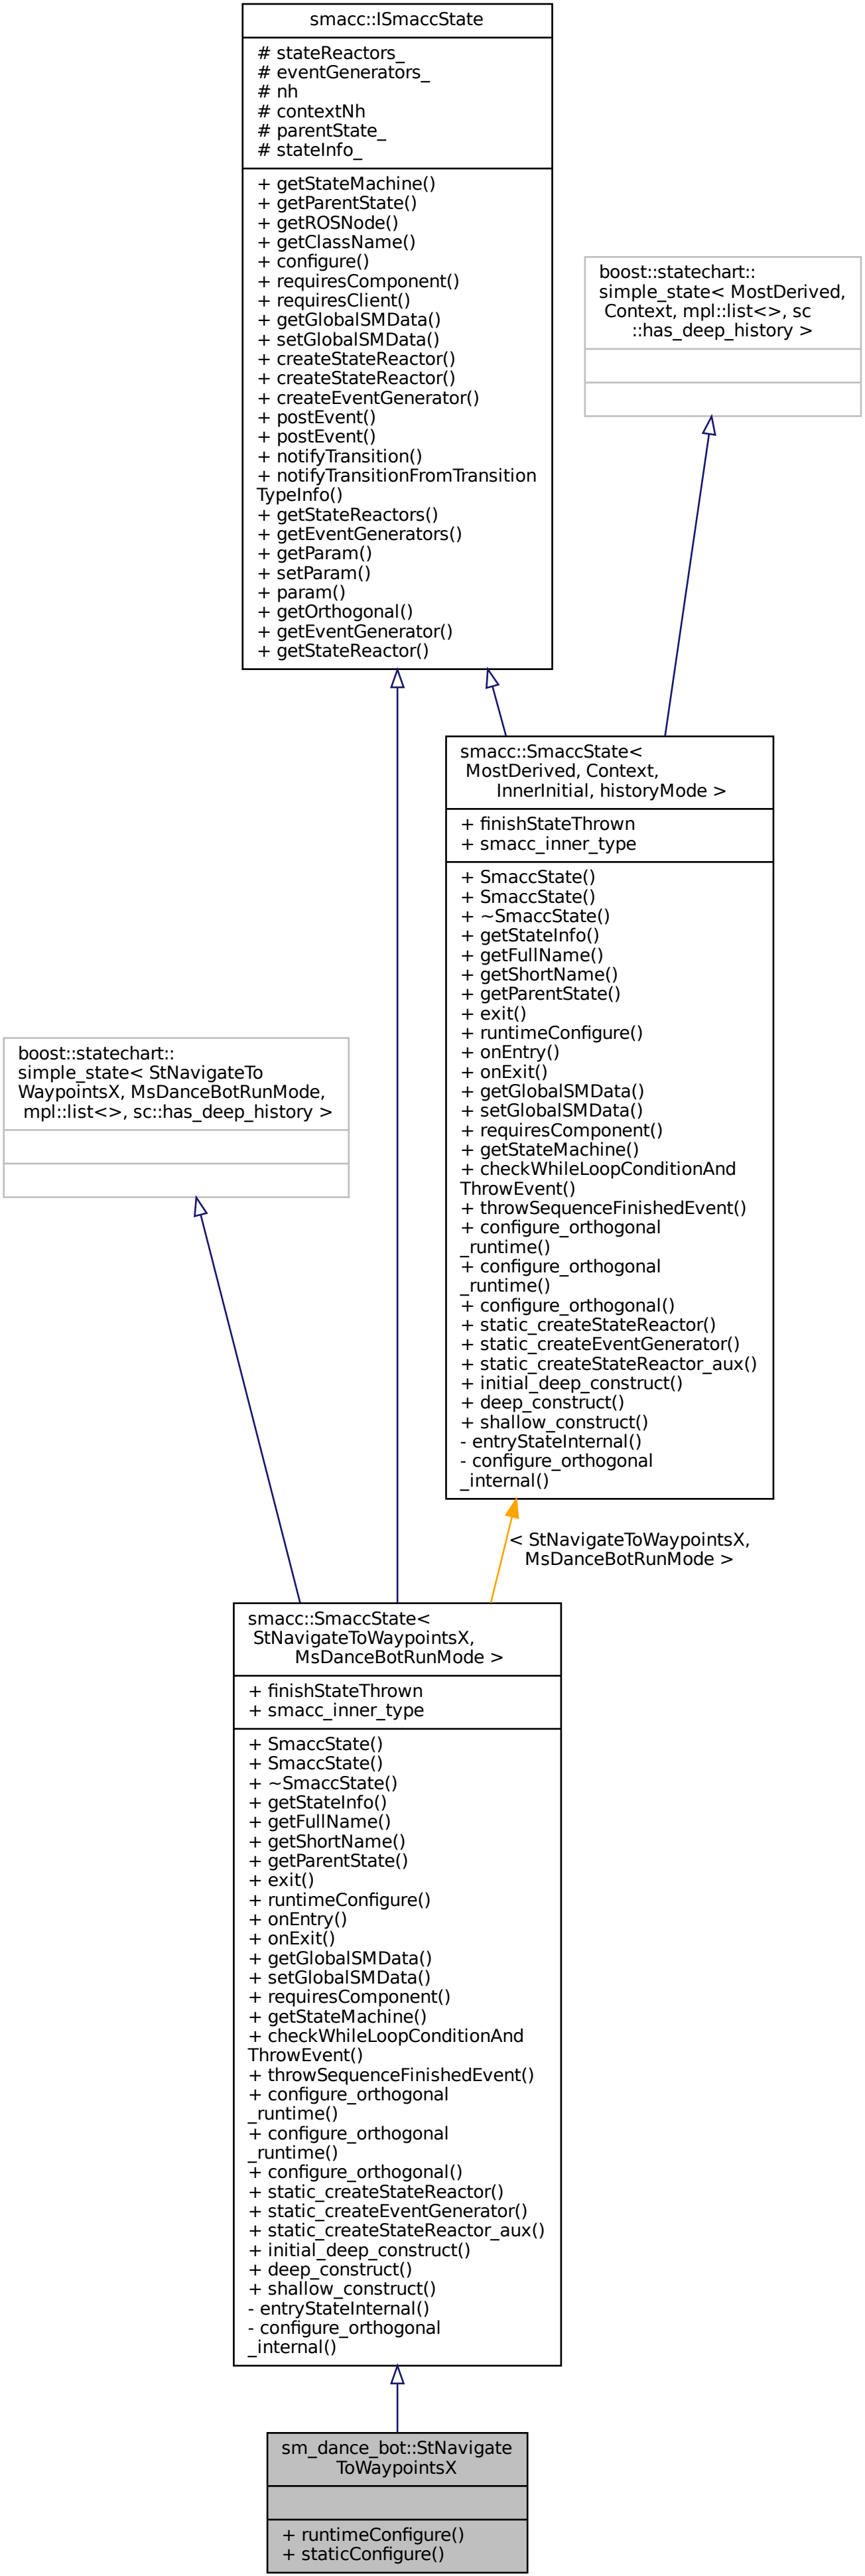 smacc::ISmaccState
# stateReactors_
# eventGenerators_
# nh
# contextNh
# parentState_
# stateInfo_
+ getStateMachine()
+ getParentState()
+ getROSNode()
+ getClassName()
+ configure()
+ requiresComponent()
+ requiresClient()
+ getGlobalSMData()
+ setGlobalSMData()
+ createStateReactor()
+ createStateReactor()
+ createEventGenerator()
+ postEvent()
+ postEvent()
+ notifyTransition()
+ notifyTransitionFromTransition
TypeInfo()
+ getStateReactors()
+ getEventGenerators()
+ getParam()
+ setParam()
+ param()
+ getOrthogonal()
+ getEventGenerator()
+ getStateReactor()
boost::statechart::
simple_state< MostDerived,
Context, mpl::list<>, sc
::has_deep_history >
smacc::SmaccState<
MostDerived, Context,
InnerInitial, historyMode >
+ finishStateThrown
+ smacc_inner_type
+ SmaccState()
+ SmaccState()
+ ~SmaccState()
+ getStateInfo()
+ getFullName()
+ getShortName()
+ getParentState()
+ exit()
+ runtimeConfigure()
+ onEntry()
+ onExit()
+ getGlobalSMData()
+ setGlobalSMData()
+ requiresComponent()
+ getStateMachine()
+ checkWhileLoopConditionAnd
ThrowEvent()
+ throwSequenceFinishedEvent()
+ configure_orthogonal
_runtime()
+ configure_orthogonal
_runtime()
+ configure_orthogonal()
+ static_createStateReactor()
+ static_createEventGenerator()
+ static_createStateReactor_aux()
+ initial_deep_construct()
+ deep_construct()
+ shallow_construct()
- entryStateInternal()
- configure_orthogonal
_internal()
boost::statechart::
simple_state< StNavigateTo
WaypointsX, MsDanceBotRunMode,
mpl::list<>, sc::has_deep_history >
< StNavigateToWaypointsX,
MsDanceBotRunMode >
smacc::SmaccState<
StNavigateToWaypointsX,
MsDanceBotRunMode >
+ finishStateThrown
+ smacc_inner_type
+ SmaccState()
+ SmaccState()
+ ~SmaccState()
+ getStateInfo()
+ getFullName()
+ getShortName()
+ getParentState()
+ exit()
+ runtimeConfigure()
+ onEntry()
+ onExit()
+ getGlobalSMData()
+ setGlobalSMData()
+ requiresComponent()
+ getStateMachine()
+ checkWhileLoopConditionAnd
ThrowEvent()
+ throwSequenceFinishedEvent()
+ configure_orthogonal
_runtime()
+ configure_orthogonal
_runtime()
+ configure_orthogonal()
+ static_createStateReactor()
+ static_createEventGenerator()
+ static_createStateReactor_aux()
+ initial_deep_construct()
+ deep_construct()
+ shallow_construct()
- entryStateInternal()
- configure_orthogonal
_internal()
sm_dance_bot::StNavigate
ToWaypointsX
+ runtimeConfigure()
+ staticConfigure()